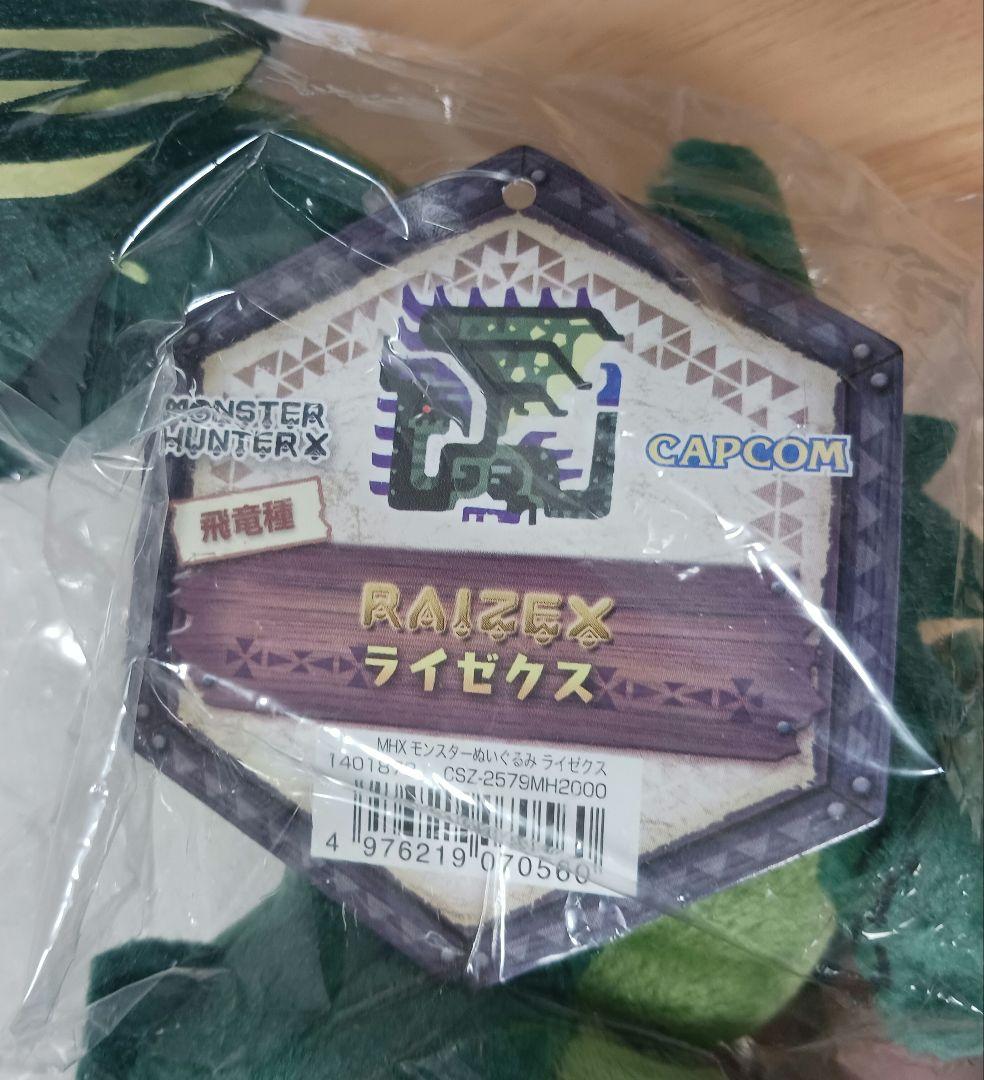 MONSTER
HUNTER X
CAPCOM
飛竜種
RAIZEX
ライゼクス
MHX モンスターぬいぐるみ ライゼクス
CSZ-2579MH2000
4 976219 070560